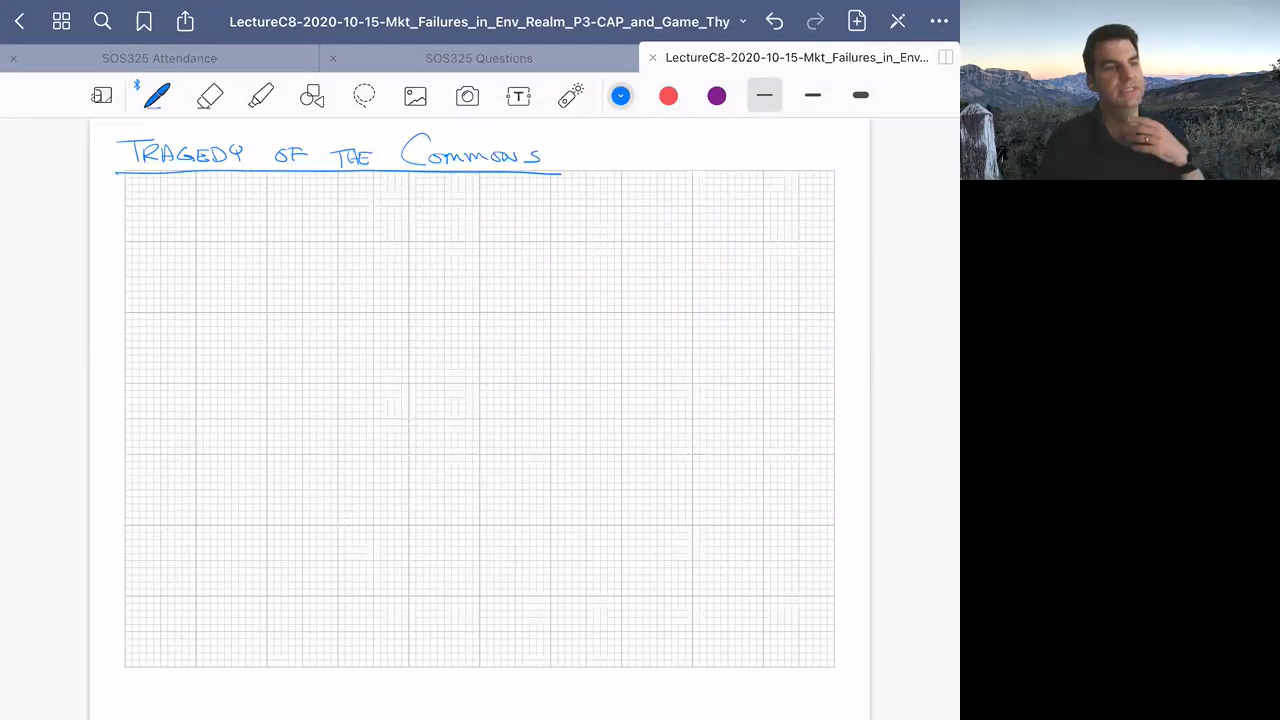 LectureC8-2020-10-15-Mkt_Failures_in_Env_Realm_P3-CAP_and_Game_Thy
SOS325 Attendance
SOS325 Questions
LectureC8-2020-10-15-Mkt_Failures_in_Env...
T
TRAGEDY OF THE COMMONS